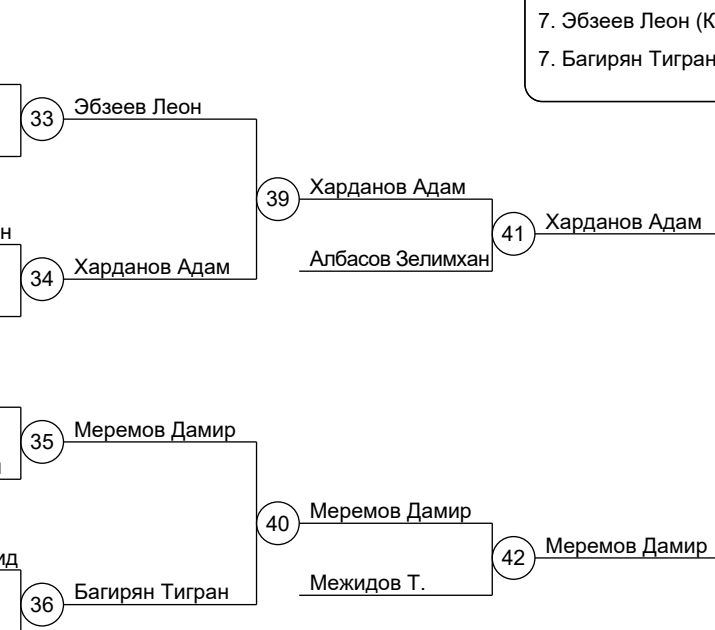 7. Эбзеев Леон (К
7. Багирян Тигран
33 Эбзеев Леон
39 Харданов Адам
41 Харданов Адам
н
34 Харданов Адам
Албасов Зелимхан
35 Меремов Дамир
40 Меремов Дамир
42 Меремов Дамир
ид
Межидов Т.
36 Багирян Тигран